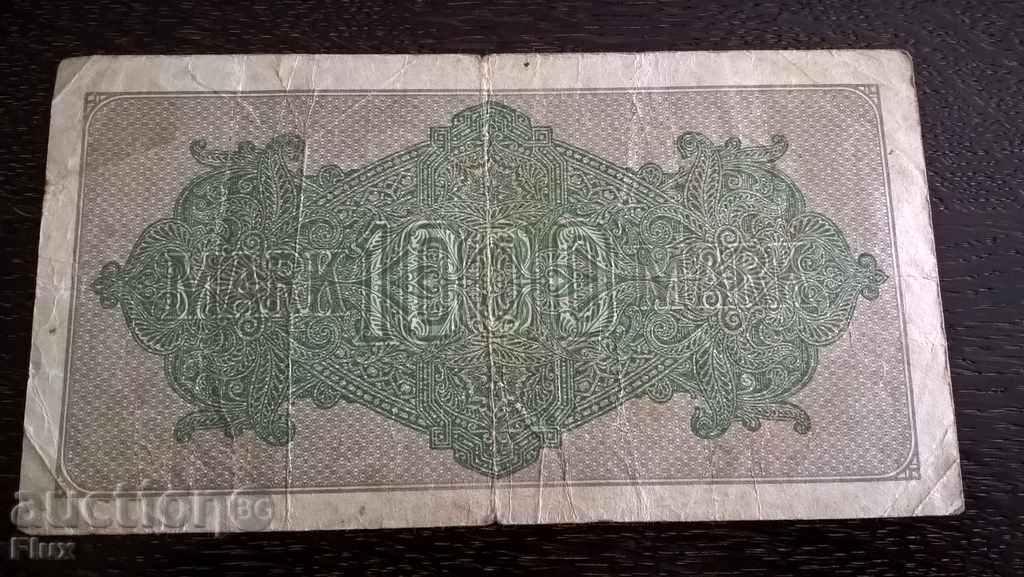 MARK 1000 MARK
auction BG
Flux